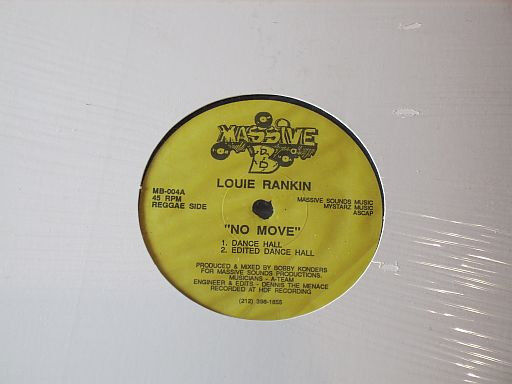 MASSIVE
B
LOUIE RANKIN
MB-004A
45 RPM
REGGAE SIDE
MASSIVE SOUNDS MUSIC
MYSTARZ MUSIC
ASCAP
"NO MOVE"
1. DANCE HALL
2. EDITED DANCE HALL
PRODUCED & MIXED BY BOBBY KONDERS
FOR MASSIVE SOUNDS PRODUCTIONS.
MUSICIANS - A-TEAM
ENGINEER & EDITS - DENNIS THE MENACE
RECORDED AT HDF RECORDING
(212) 398-1855